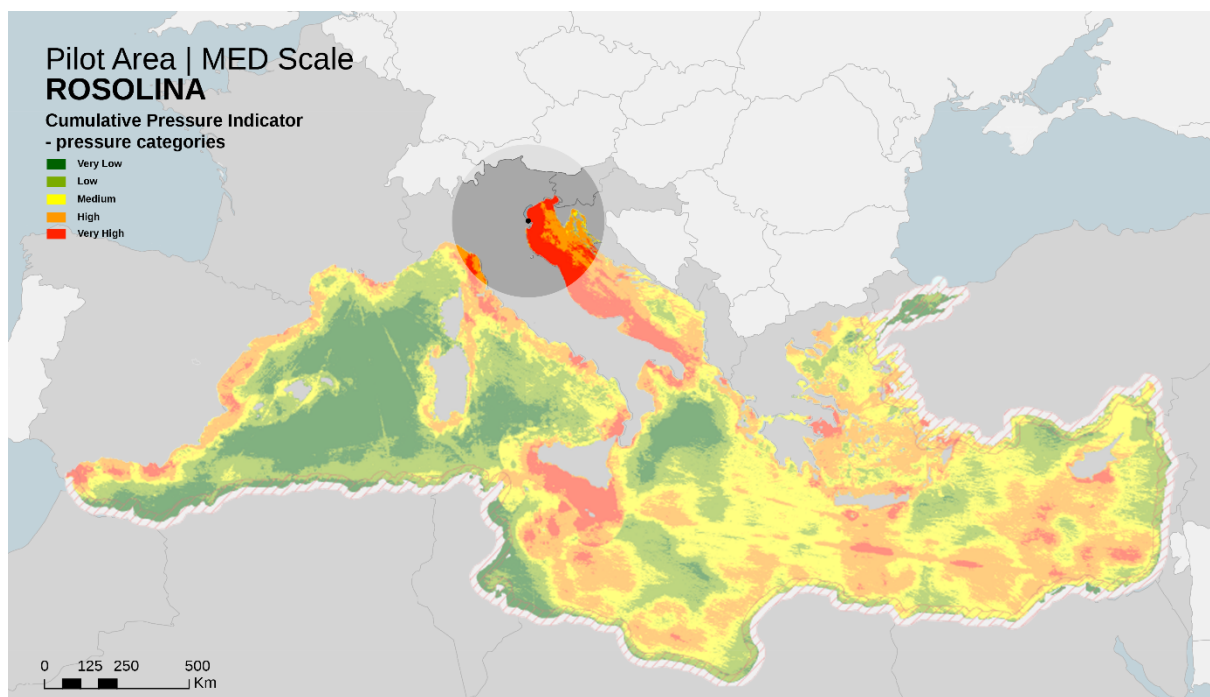 Pilot Area | MED Scale
ROSOLINA
Cumulative Pressure Indicator
- pressure categories
Very Low
Low
Medium
High
Very High
0 125 250 500
Km